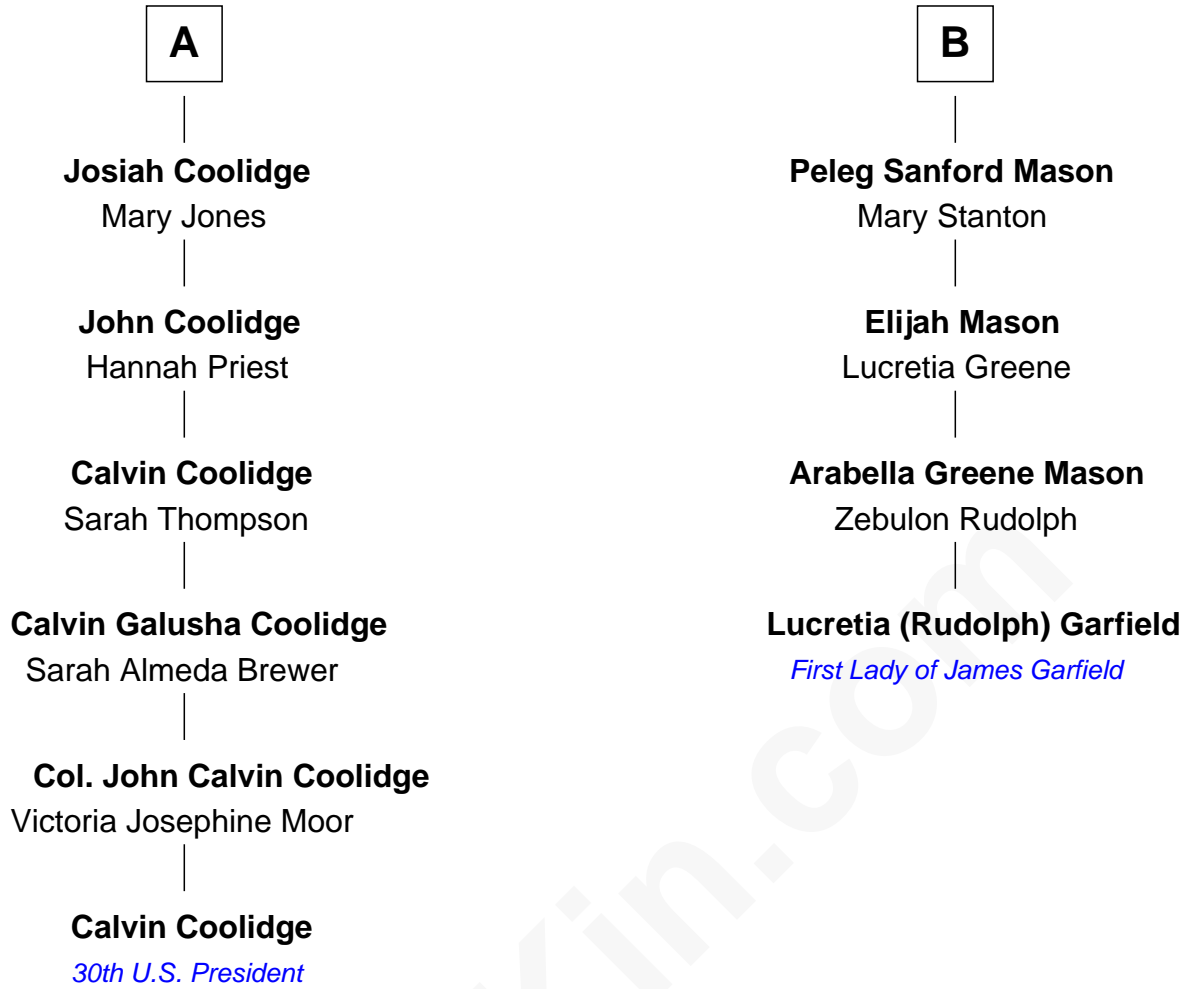 A
Josiah Coolidge
Mary Jones
John Coolidge
Hannah Priest
Calvin Coolidge
Sarah Thompson
Calvin Galusha Coolidge
Sarah Almeda Brewer
Col. John Calvin Coolidge
Victoria Josephine Moor
Calvin Coolidge
30th U.S. President
B
Peleg Sanford Mason
Mary Stanton
Elijah Mason
Lucretia Greene
Arabella Greene Mason
Zebulon Rudolph
Lucretia (Rudolph) Garfield
First Lady of James Garfield
Kin.com